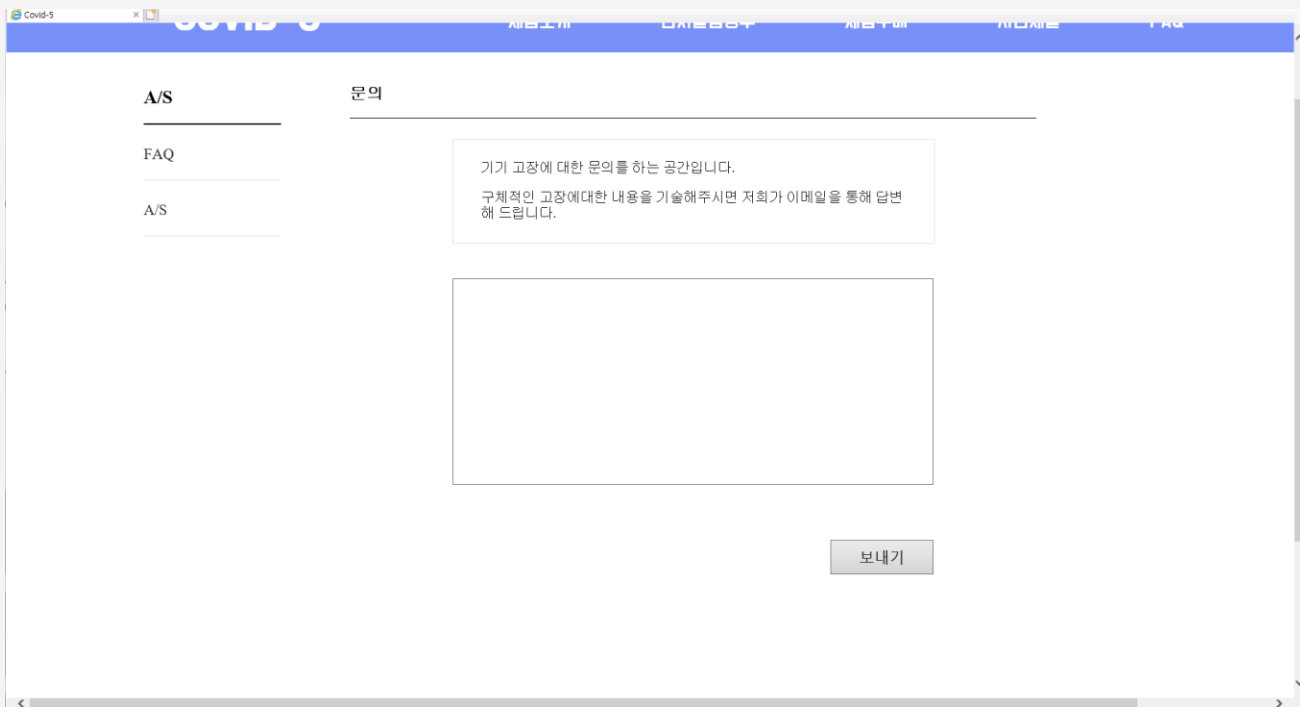 Covid-5
A/S
문의
FAQ
A/S
기기 고장에 대한 문의를 하는 공간입니다.
구체적인 고장에대한 내용을 기술해주시면 저희가 이메일을 통해 답변
해 드립니다.
보내기